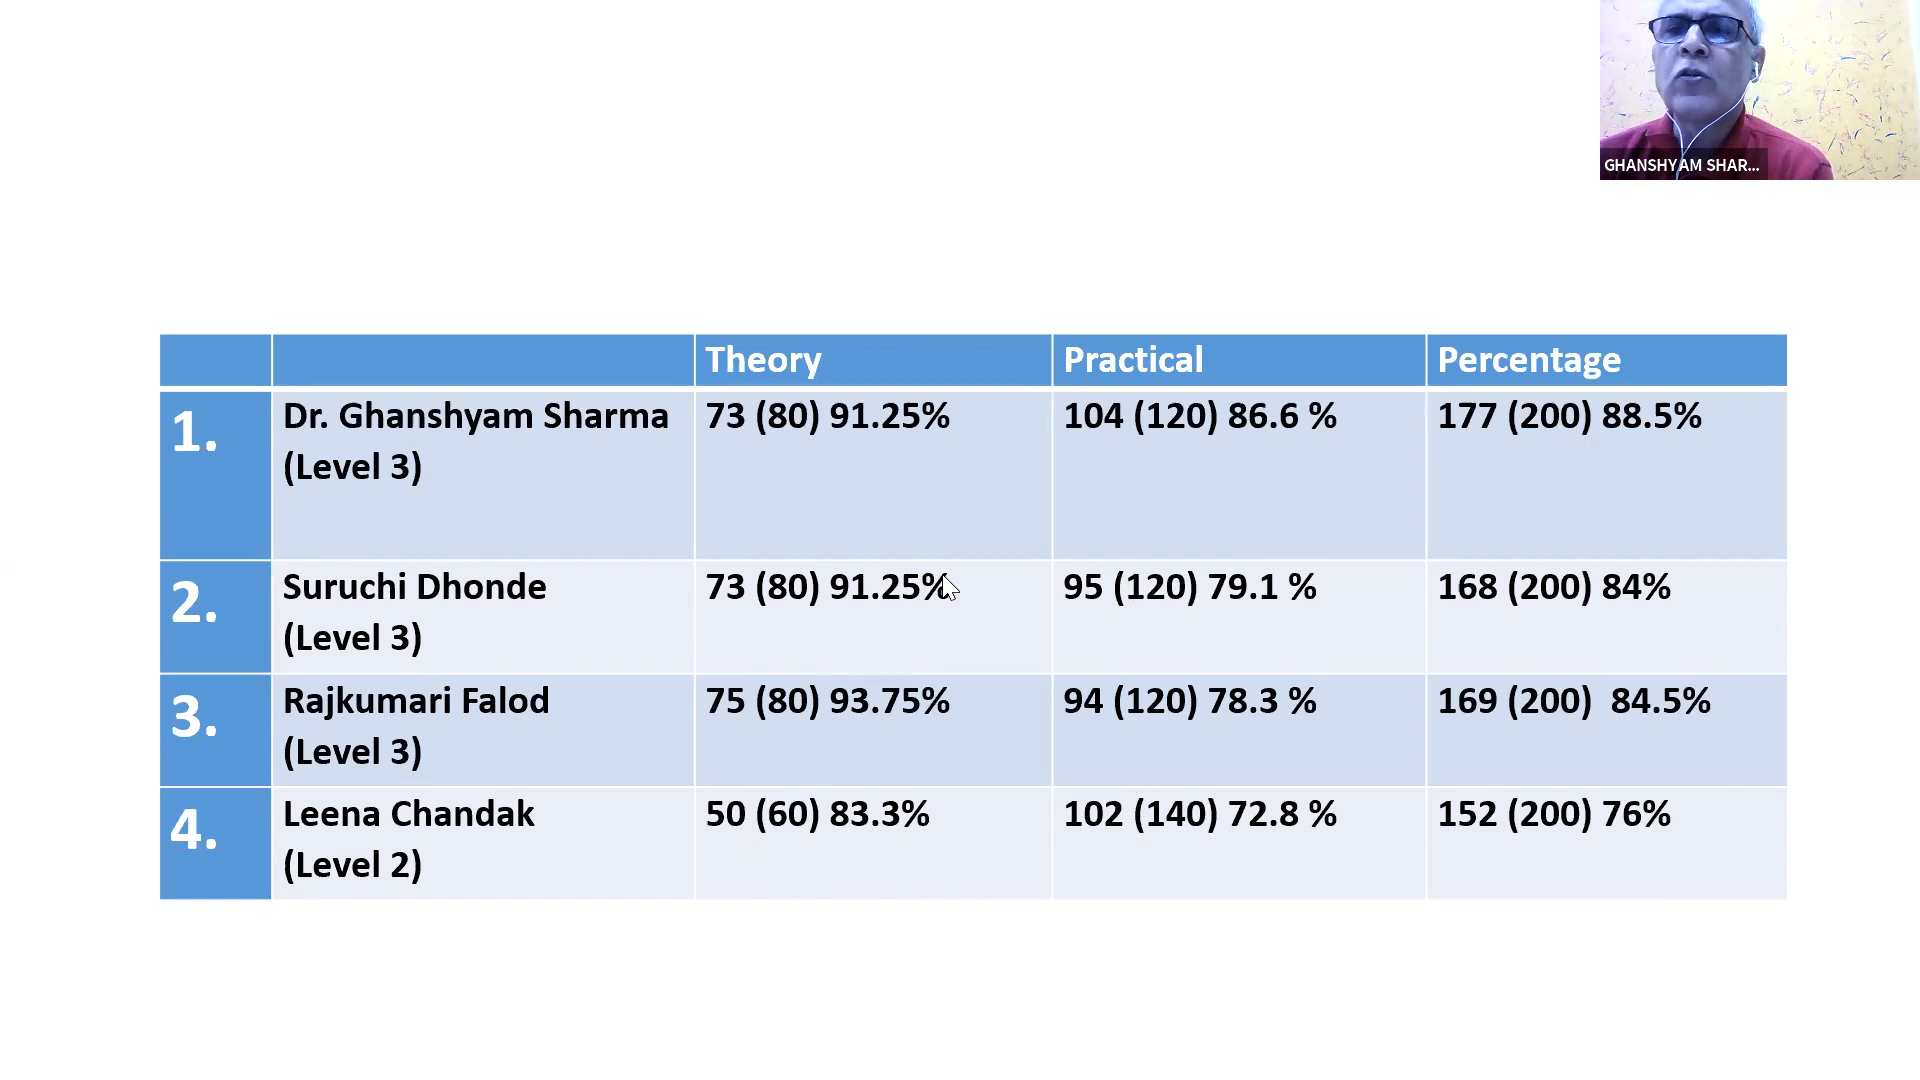 GHANSHYAM SHAR...
Theory Practical Percentage
1. Dr. Ghanshyam Sharma 73 (80) 91.25% 104 (120) 86.6 % 177 (200) 88.5%
(Level 3)
2. Suruchi Dhonde 73 (80) 91.25% 95 (120) 79.1 % 168 (200) 84%
(Level 3)
3. Rajkumari Falod 75 (80) 93.75% 94 (120) 78.3 % 169 (200) 84.5%
(Level 3)
4. Leena Chandak 50 (60) 83.3% 102 (140) 72.8 % 152 (200) 76%
(Level 2)